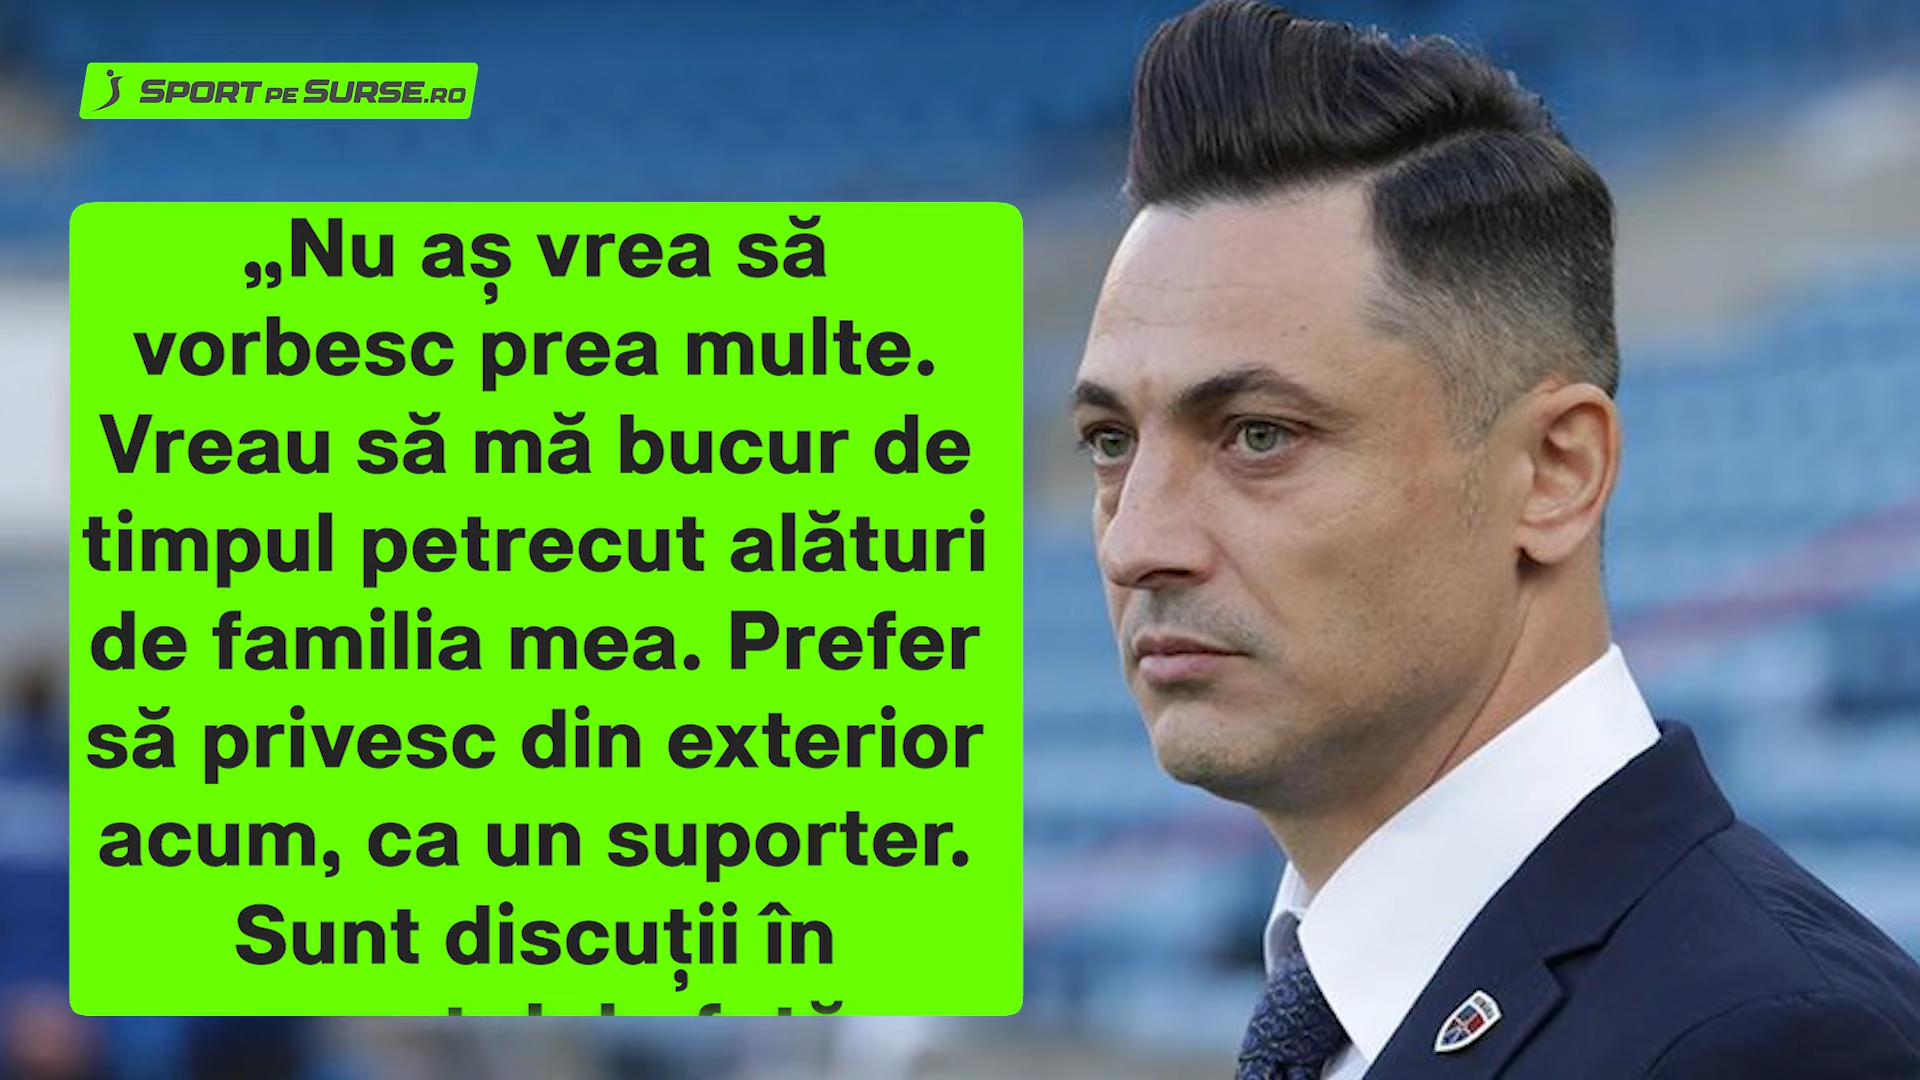 SPORT PE SURSE.RO
„Nu aș vrea să
vorbesc prea multe.
Vreau să mă bucur de
timpul petrecut alături
de familia mea. Prefer
să privesc din exterior
acum, ca un suporter.
Sunt discuții în